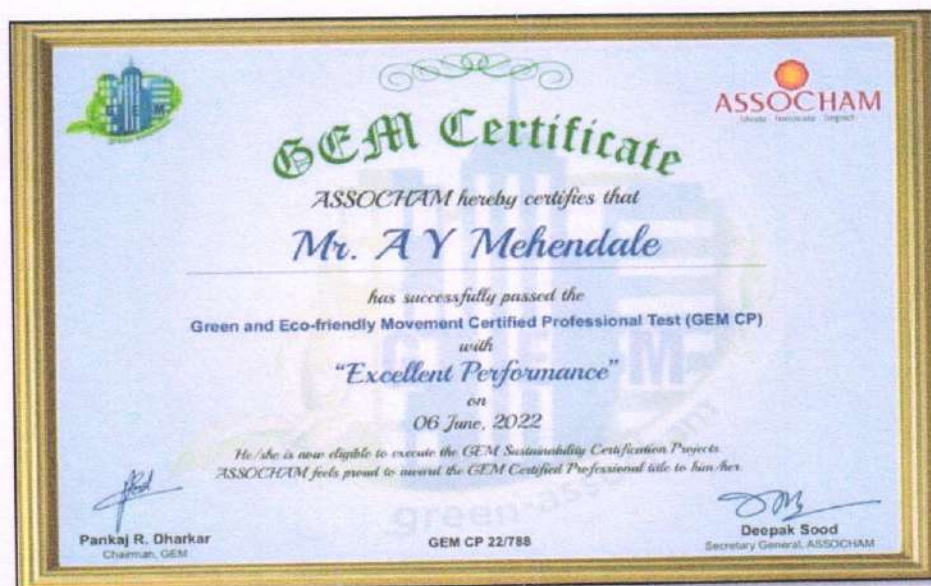 G E M
ASSOCHAM
GEM Certificate
ASSOCHAM hereby certifies that
Mr. A Y Mehendale
has successfully passed the
Green and Eco-friendly Movement Certified Professional Test (GEM CP)
with
“Excellent Performance”
on
06 June, 2022
He/she is now eligible to execute the GEM Sustainability Certification Projects
ASSOCHAM feels proud to award the GEM Certified Professional title to him/her.
Pankaj R. Dharkar
Chairman, GEM
GEM CP 22/788
Deepak Sood
Secretary General, ASSOCHAM